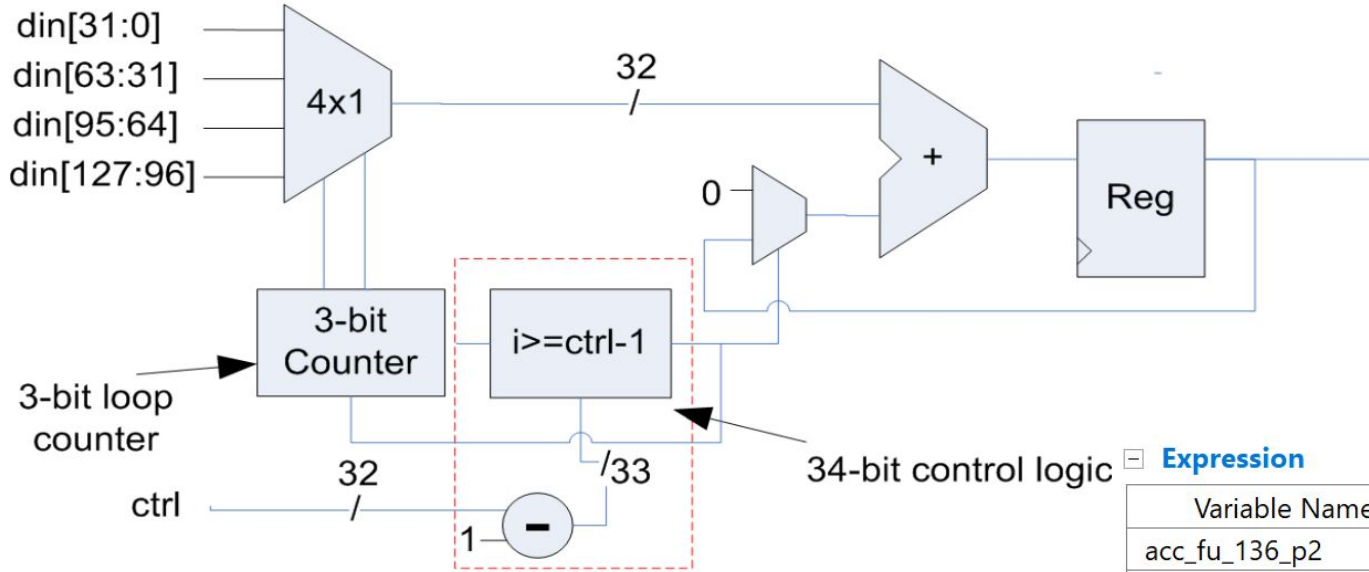 din[31:0]
din[63:31]
din[95:64]
din[127:96]
4x1
32
+
0
Reg
3-bit
Counter
i>=ctrl-1
3-bit loop
counter
33
34-bit control logic
32
ctrl
-
1
Expression
Variable Name
acc_fu_136_p2